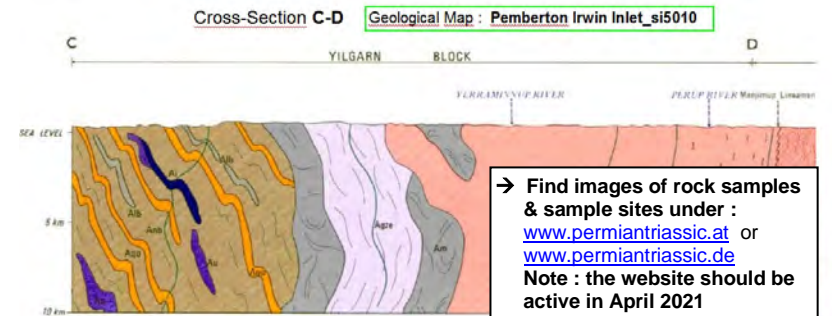 Cross-Section C-D Geological Map : Pemberton Irwin Inlet_si5010
C D
YILGARN BLOCK
YERRAMINNUP RIVER PERUP RIVER Manjimup Lineament
SEA LEVEL
Ai Alb
5 km Alb
Anb Agze
Au Am
10 km
→ Find images of rock samples
& sample sites under :
www.permiantriassic.at or
www.permiantriassic.de
Note : the website should be
active in April 2021